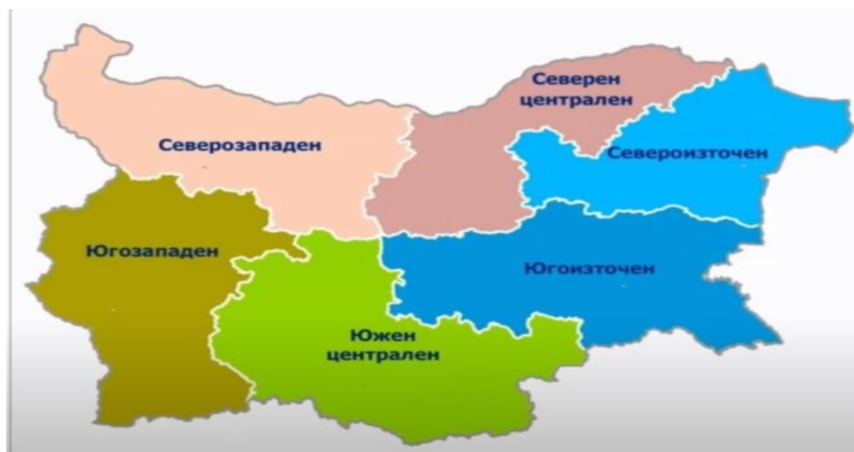 Северен
централен
Северозападен
Североизточен
Югозападен
Югоизточен
Южен
централен